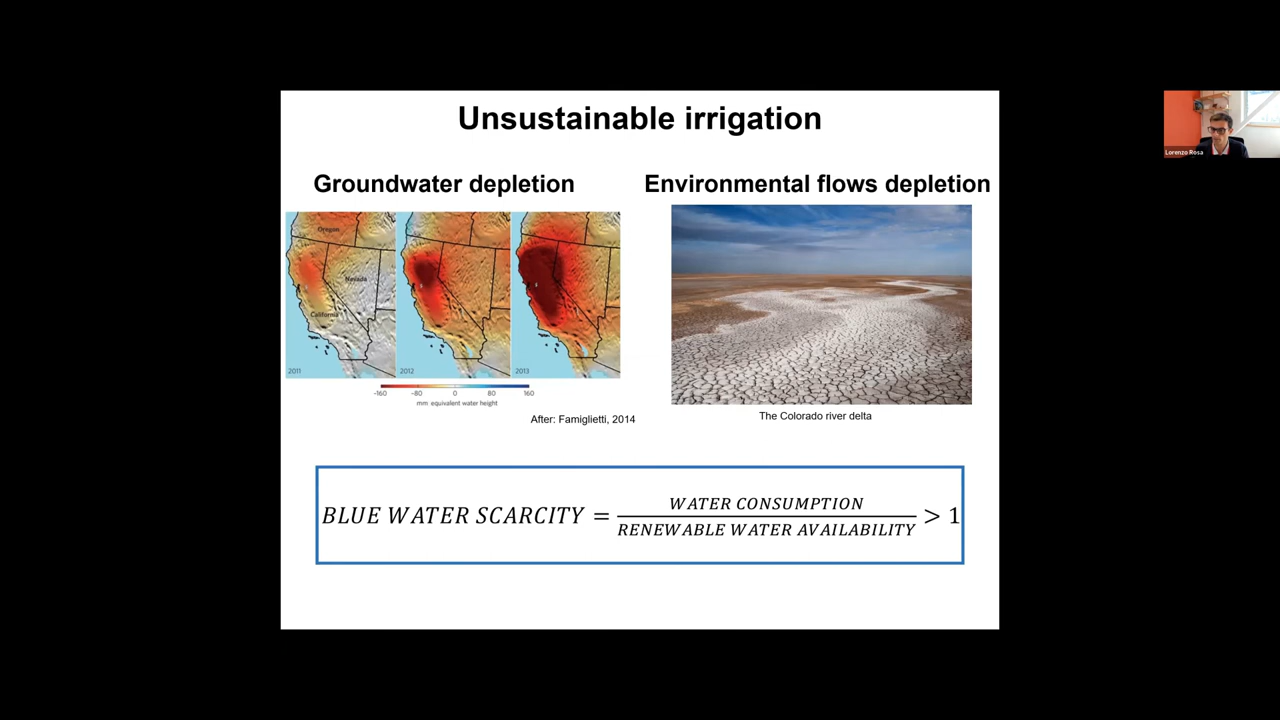 Unsustainable irrigation
Groundwater depletion
Oregon
Nevada
California
2011
2012
2013
-160 -80 0 80 160
mm equivalent water height
After: Famiglietti, 2014
Environmental flows depletion
The Colorado river delta
BLUE WATER SCARCITY = WATER CONSUMPTION / RENEWABLE WATER AVAILABILITY > 1
Lorenzo Rosa